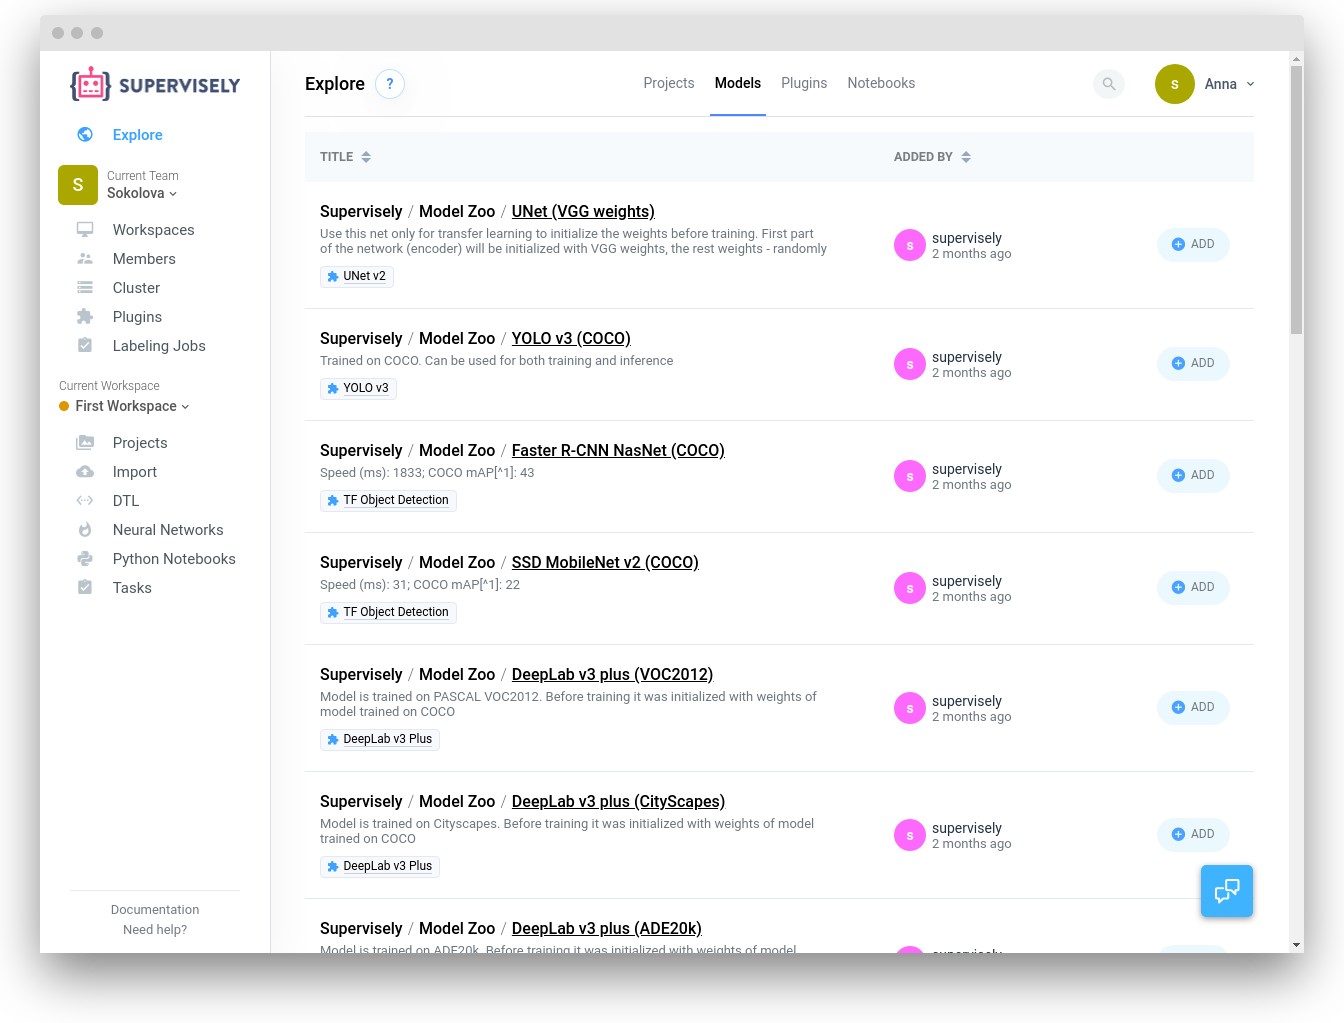 SUPERVISELY
Explore
S
Current Team
Sokolova
Workspaces
Members
Cluster
Plugins
Labeling Jobs
Current Workspace
First Workspace
Projects
Import
DTL
Neural Networks
Python Notebooks
Tasks
Documentation
Need help?
Explore ?
Projects Models Plugins Notebooks
s Anna
TITLE ADDED BY
Supervisely / Model Zoo / UNet (VGG weights)
Use this net only for transfer learning to initialize the weights before training. First part
of the network (encoder) will be initialized with VGG weights, the rest weights - randomly
UNet v2
s supervisely
2 months ago
ADD
Supervisely / Model Zoo / YOLO v3 (COCO)
Trained on COCO. Can be used for both training and inference
YOLO v3
s supervisely
2 months ago
ADD
Supervisely / Model Zoo / Faster R-CNN NasNet (COCO)
Speed (ms): 1833; COCO mAP[^1]: 43
TF Object Detection
s supervisely
2 months ago
ADD
Supervisely / Model Zoo / SSD MobileNet v2 (COCO)
Speed (ms): 31; COCO mAP[^1]: 22
TF Object Detection
s supervisely
2 months ago
ADD
Supervisely / Model Zoo / DeepLab v3 plus (VOC2012)
Model is trained on PASCAL VOC2012. Before training it was initialized with weights of
model trained on COCO
DeepLab v3 Plus
s supervisely
2 months ago
ADD
Supervisely / Model Zoo / DeepLab v3 plus (CityScapes)
Model is trained on Cityscapes. Before training it was initialized with weights of model
trained on COCO
DeepLab v3 Plus
s supervisely
2 months ago
ADD
Supervisely / Model Zoo / DeepLab v3 plus (ADE20k)
Model is trained on ADE20k. Before training it was initialized with weights of model
supervisely